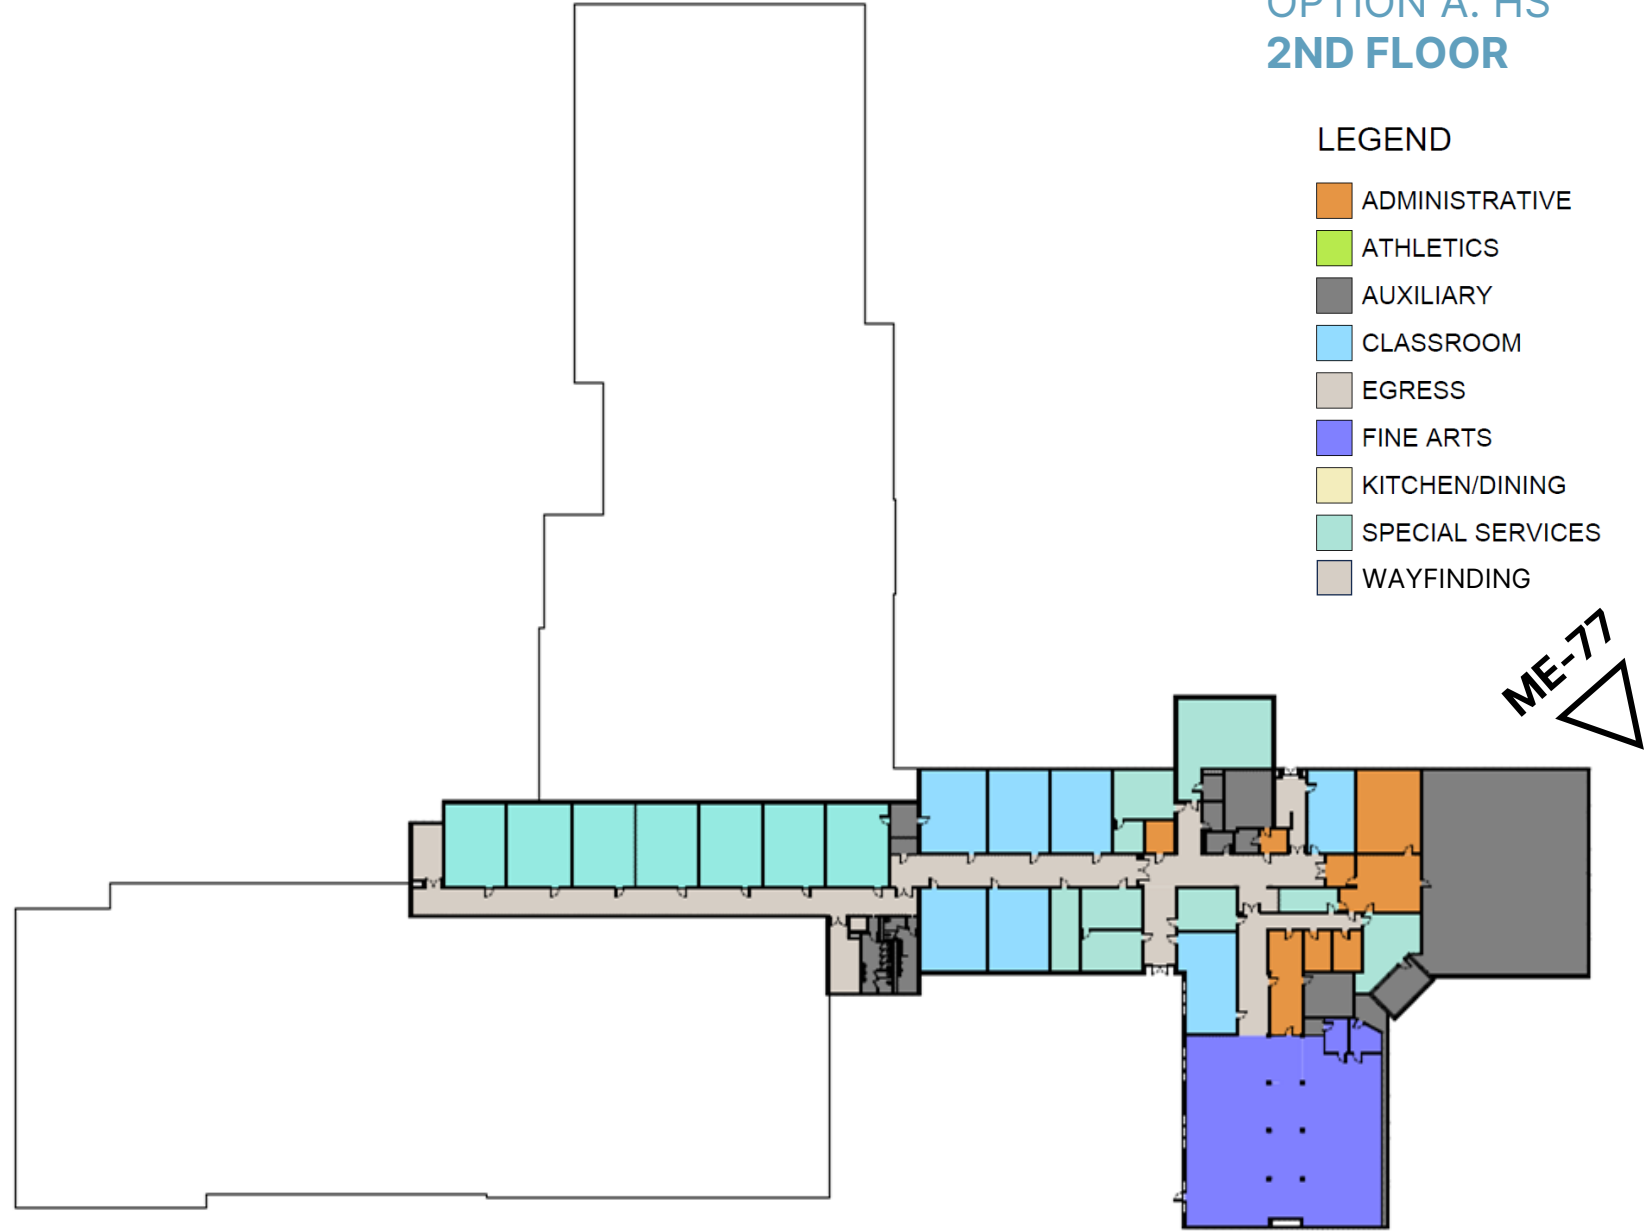 OPTION A: HS
2ND FLOOR
LEGEND
ADMINISTRATIVE
ATHLETICS
AUXILIARY
CLASSROOM
EGRESS
FINE ARTS
KITCHEN/DINING
SPECIAL SERVICES
WAYFINDING
ME-77